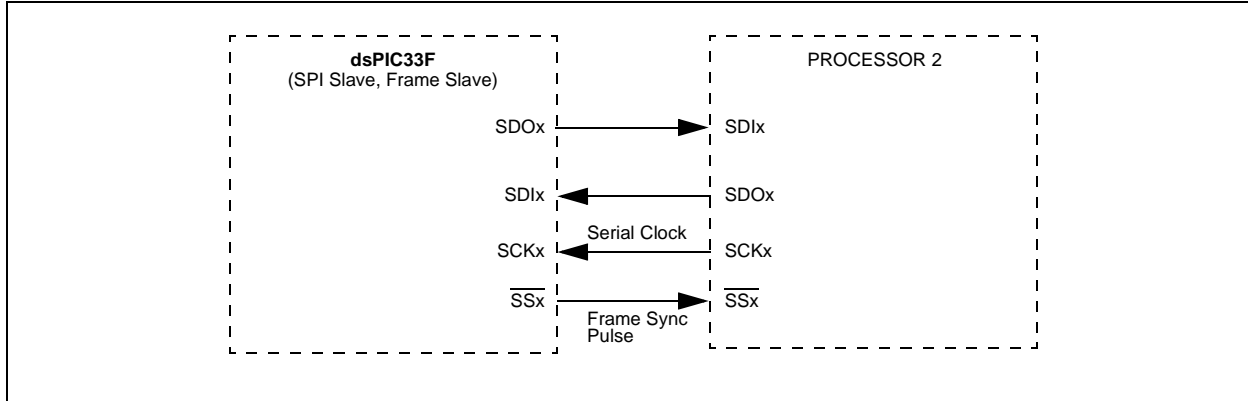 dsPIC33F
(SPI Slave, Frame Slave)
PROCESSOR 2
SDOx
SDIx
SDIx
SDOx
Serial Clock
SCKx
SCKx
SSx
SSx
Frame Sync
Pulse